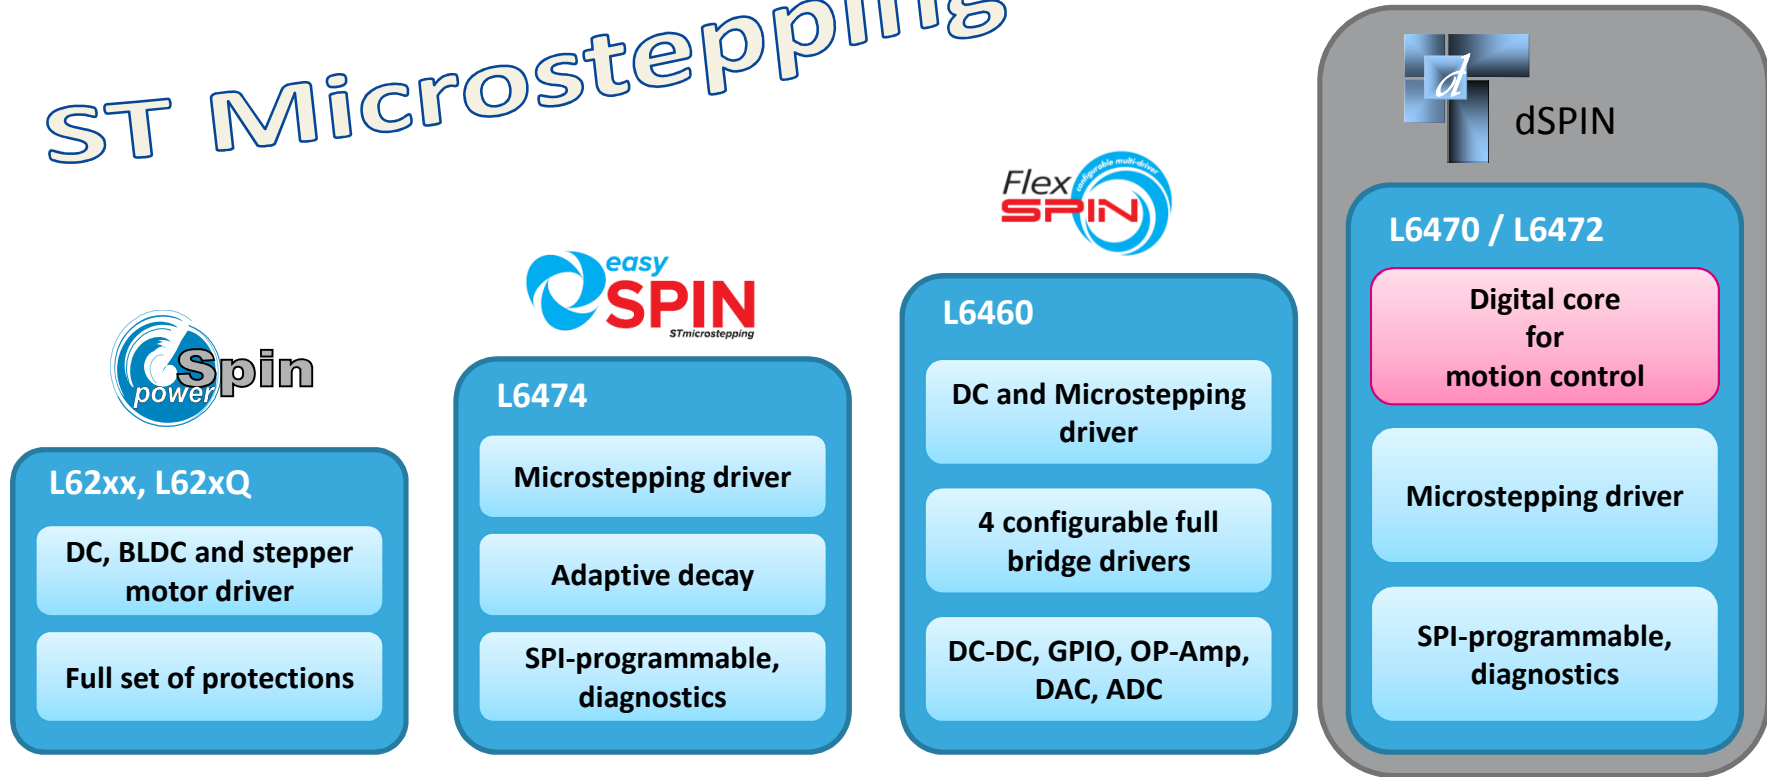 ST Microstepping
power Spin
L62xx, L62xQ
DC, BLDC and stepper
motor driver
Full set of protections
easy
SPIN
STmicrostepping
L6474
Microstepping driver
Adaptive decay
SPI-programmable,
diagnostics
configurable multi-driver
Flex
SPIN
L6460
DC and Microstepping
driver
4 configurable full
bridge drivers
DC-DC, GPIO, OP-Amp,
DAC, ADC
d
dSPIN
L6470 / L6472
Digital core
for
motion control
Microstepping driver
SPI-programmable,
diagnostics